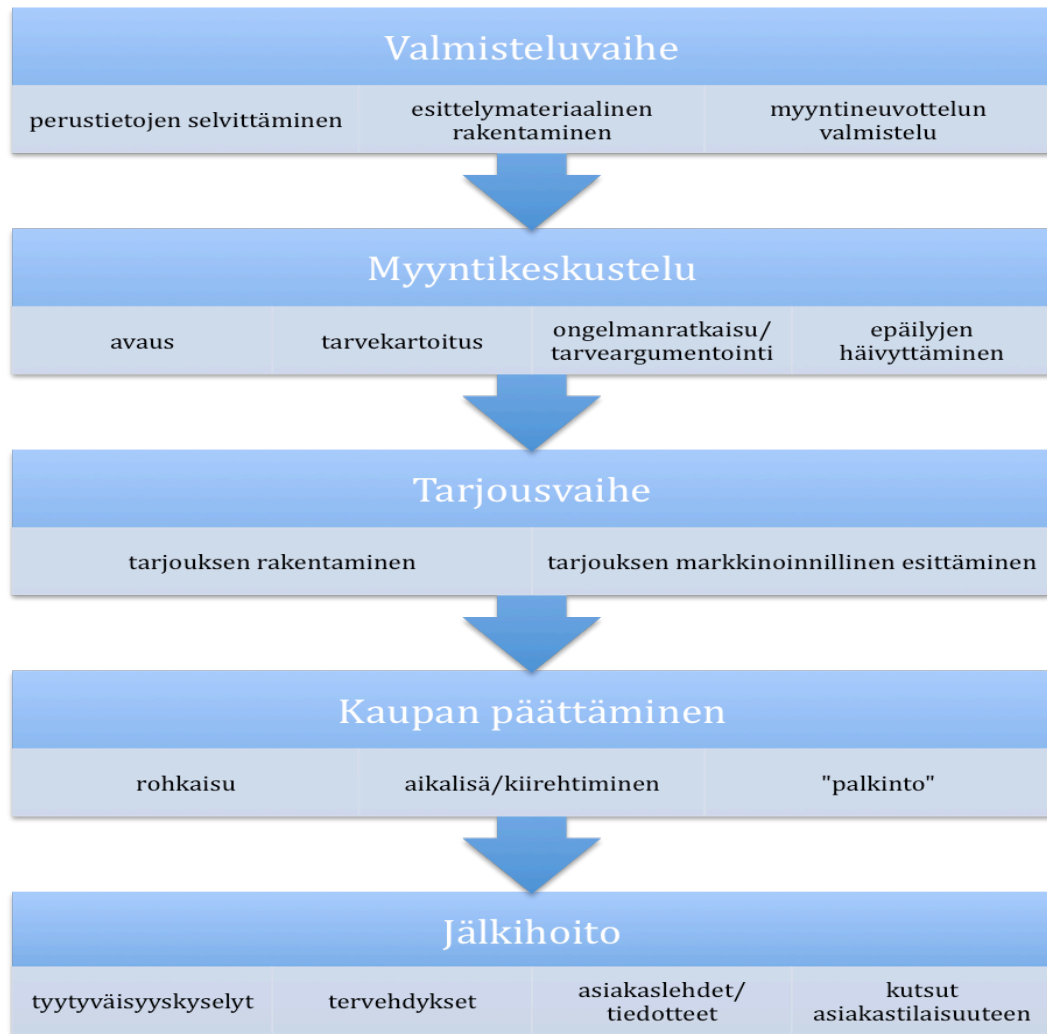 Valmisteluvaihe
perustietojen selvittäminen
esittelymateriaalinen
rakentaminen
myyntineuvottelun
valmistelu
Myyntikeskustelu
avaus
tarvekartoitus
ongelmanratkaisu/
tarveargumentointi
epäilyjen
häivyttäminen
Tarjousvaihe
tarjouksen rakentaminen
tarjouksen markkinoinnillinen esittäminen
Kaupan päättäminen
rohkaisu
aikalisä/kiirehtiminen
"palkinto"
Jälkihoito
tyytyväisyyskyselyt
tervehdykset
asiakaslehdet/
tiedotteet
kutsut
asiakastilaisuuteen